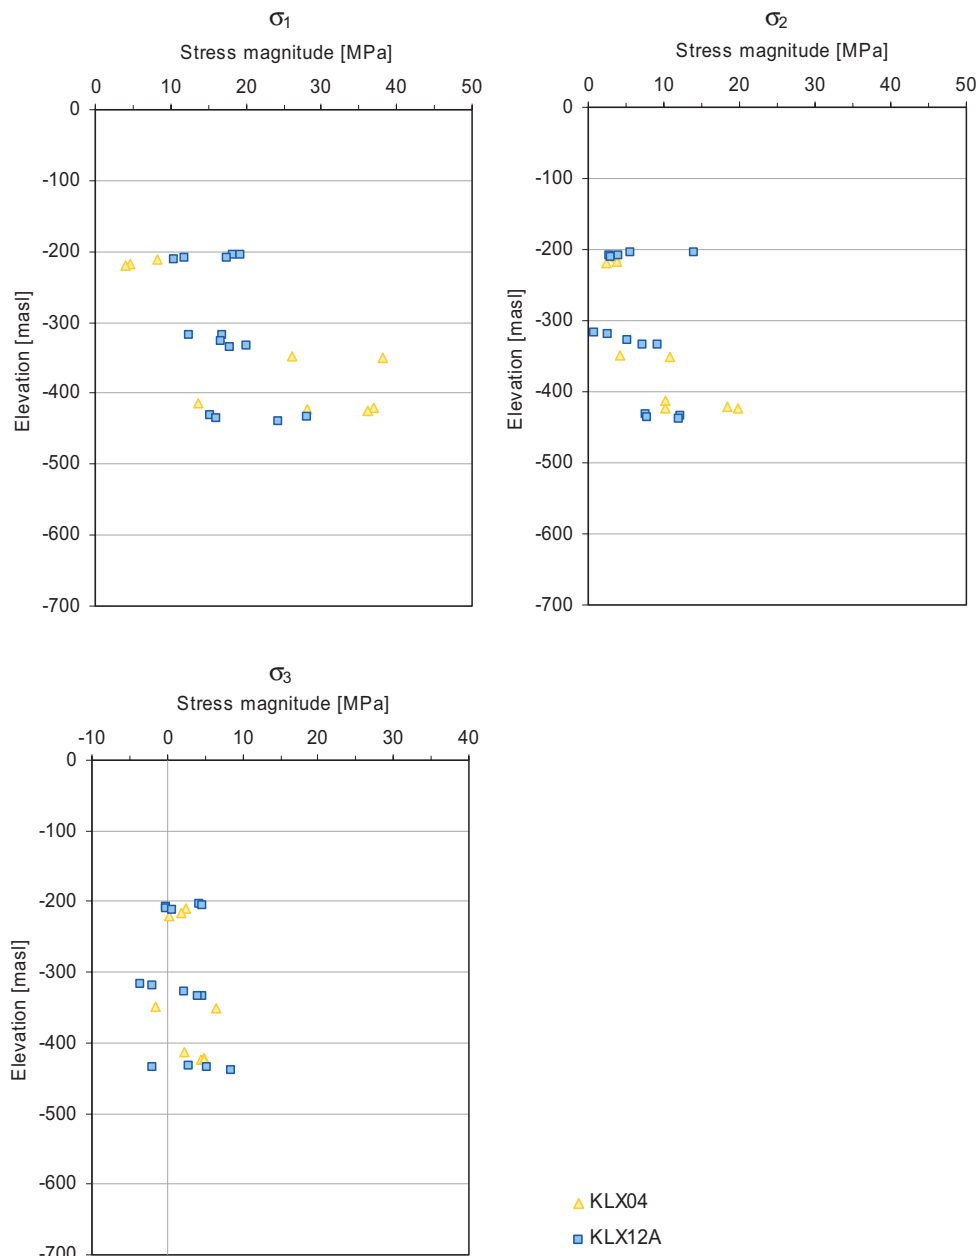 σ1
Stress magnitude [MPa]
0 10 20 30 40 50
0
-100
-200
-300
-400
-500
-600
-700
Elevation [masl]
σ2
Stress magnitude [MPa]
0 10 20 30 40 50
0
-100
-200
-300
-400
-500
-600
-700
Elevation [masl]
σ3
Stress magnitude [MPa]
-10 0 10 20 30 40
0
-100
-200
-300
-400
-500
-600
-700
Elevation [masl]
KLX04
KLX12A